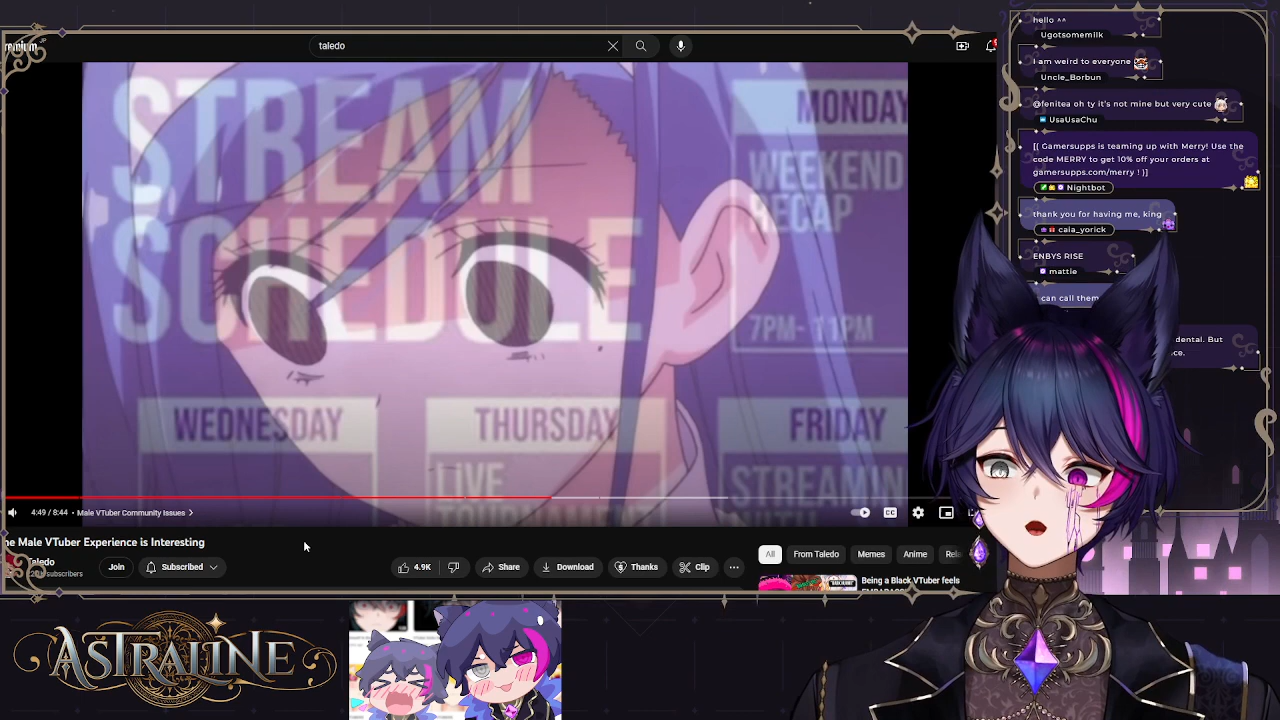 taledo
STREAM
SCHEDULE
MONDAY
WEEKEND
RECAP
7PM- 11PM
WEDNESDAY
THURSDAY
FRIDAY
LIVE
STREAMIN
4:49 / 8:44 • Male VTuber Community Issues >
CC
he Male VTuber Experience is Interesting
Taledo
subscribers
Join
Subscribed
4.9K
Share
Download
Thanks
Clip
All
From Taledo
Memes
Anime
Rela
Being a Black VTuber feels
ASTRALINE
hello ^^
Ugotsomemilk
I am weird to everyone
Uncle_Borbun
@fenitea oh ty it's not mine but very cute
UsaUsaChu
[( Gamersupps is teaming up with Merry! Use the
code MERRY to get 10% off your orders at
gamersupps.com/merry ! )]
Nightbot
thank you for having me, king
caia_yorick
ENBYS RISE
mattie
can call them
dental. But
ce.